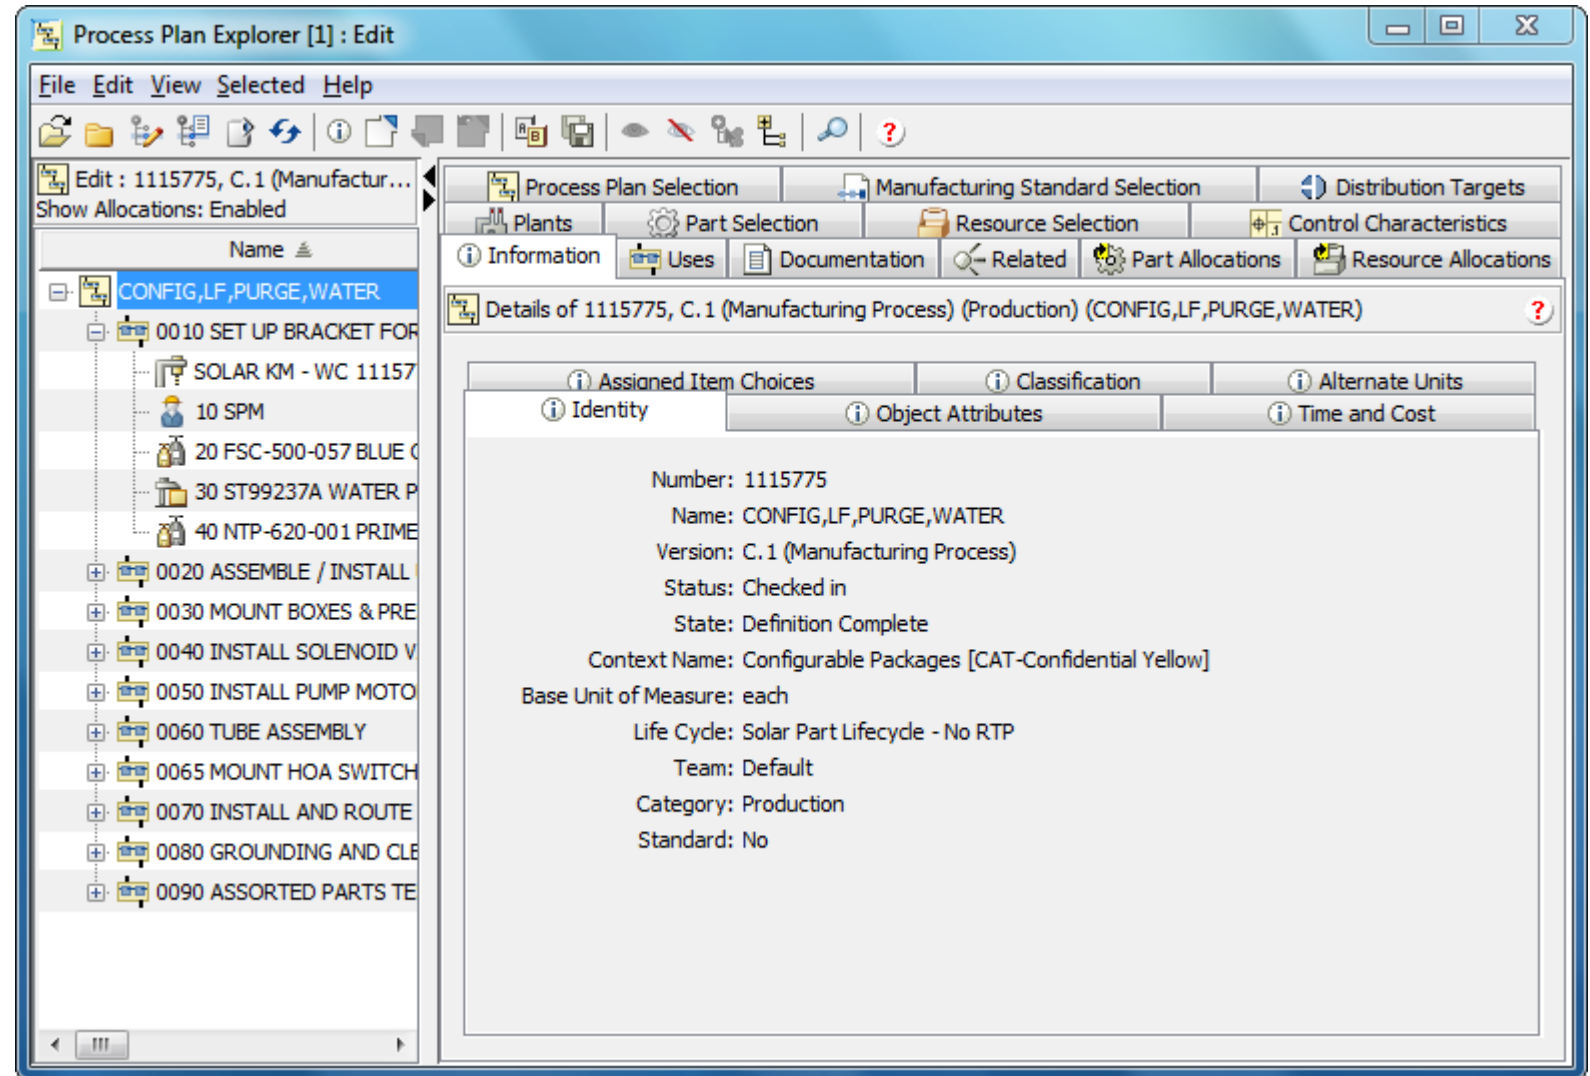 Process Plan Explorer [1] : Edit
File Edit View Selected Help
Edit : 1115775, C.1 (Manufactur...
Show Allocations: Enabled
Name
CONFIG,LF,PURGE,WATER
0010 SET UP BRACKET FOR
SOLAR KM - WC 11157
10 SPM
20 FSC-500-057 BLUE
30 ST99237A WATER P
40 NTP-620-001 PRIME
0020 ASSEMBLE / INSTALL
0030 MOUNT BOXES & PRE
0040 INSTALL SOLENOID V
0050 INSTALL PUMP MOTO
0060 TUBE ASSEMBLY
0065 MOUNT HOA SWITCH
0070 INSTALL AND ROUTE
0080 GROUNDING AND CLE
0090 ASSORTED PARTS TE
Process Plan Selection Manufacturing Standard Selection Distribution Targets
Plants Part Selection Resource Selection Control Characteristics
Information Uses Documentation Related Part Allocations Resource Allocations
Details of 1115775, C.1 (Manufacturing Process) (Production) (CONFIG,LF,PURGE,WATER)
Assigned Item Choices Classification Alternate Units
Identity Object Attributes Time and Cost
Number: 1115775
Name: CONFIG,LF,PURGE,WATER
Version: C.1 (Manufacturing Process)
Status: Checked in
State: Definition Complete
Context Name: Configurable Packages [CAT-Confidential Yellow]
Base Unit of Measure: each
Life Cycle: Solar Part Lifecycle - No RTP
Team: Default
Category: Production
Standard: No